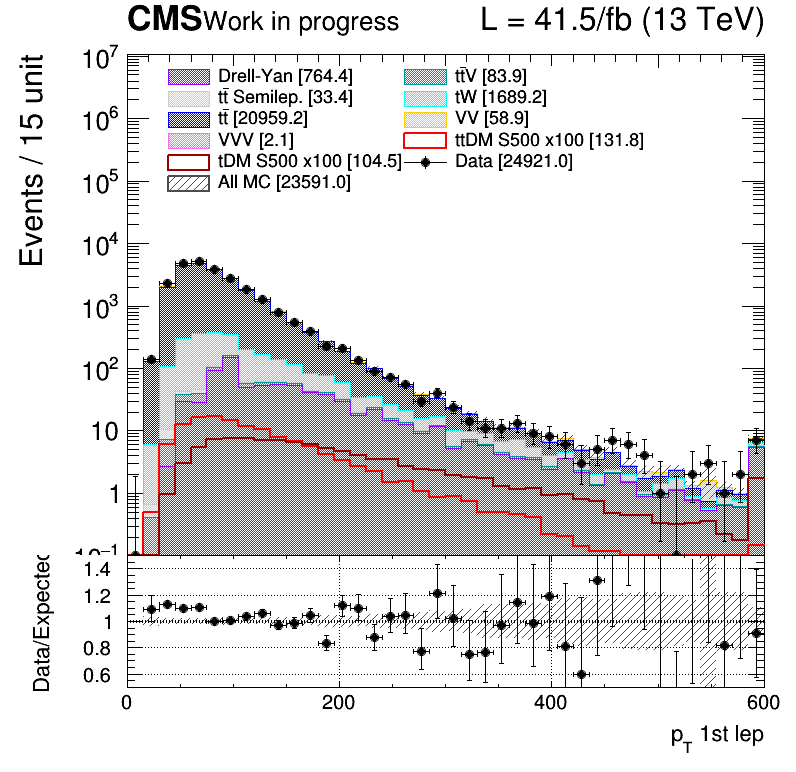 CMS Work in progress L = 41.5/fb (13 TeV)
Events / 15 unit
10⁷
10⁶
10⁵
10⁴
10³
10²
10
1
10⁻¹
Drell-Yan [764.4]
tt̄V [83.9]
tt̄ Semilep. [33.4]
tW [1689.2]
tt̄ [20959.2]
VV [58.9]
VVV [2.1]
ttDM S500 x100 [131.8]
tDM S500 x100 [104.5]
Data [24921.0]
All MC [23591.0]
Data/Expected
1.4
1.2
1
0.8
0.6
0 200 400 600
p_T 1st lep